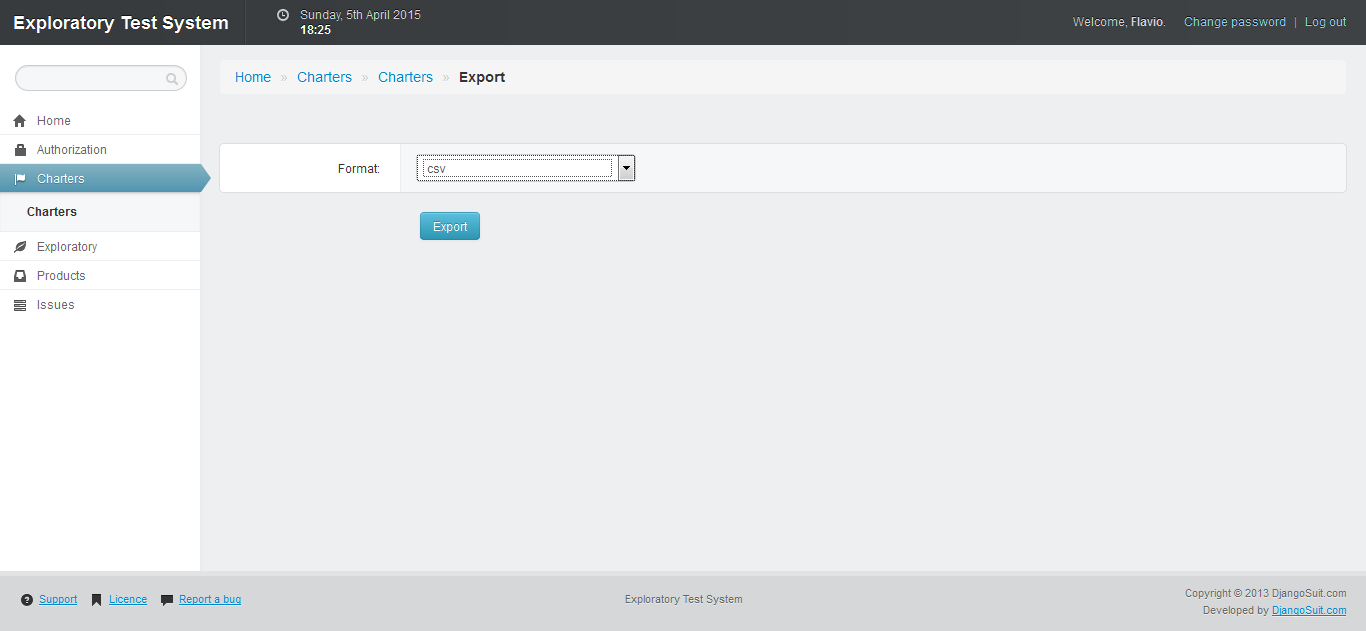 Exploratory Test System
Sunday, 5th April 2015
18:25
Welcome, Flavio. Change password | Log out
Home » Charters » Charters » Export
Home
Authorization
Charters
Charters
Exploratory
Products
Issues
Format: csv
Export
Support Licence Report a bug
Exploratory Test System
Copyright © 2013 DjangoSuit.com
Developed by DjangoSuit.com